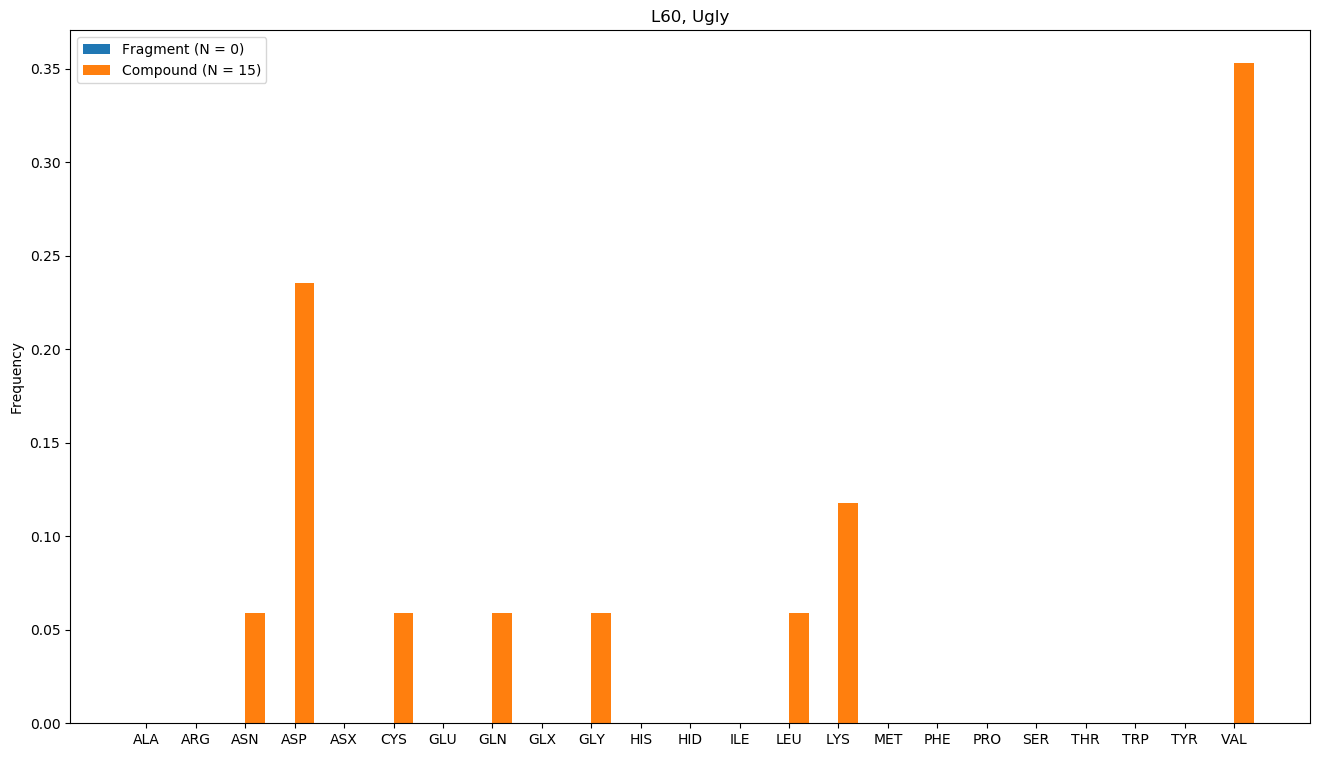 L60, Ugly
Fragment (N = 0)
Compound (N = 15)
Frequency
0.35
0.30
0.25
0.20
0.15
0.10
0.05
0.00
ALA ARG ASN ASP ASX CYS GLU GLN GLX GLY HIS HID ILE LEU LYS MET PHE PRO SER THR TRP TYR VAL